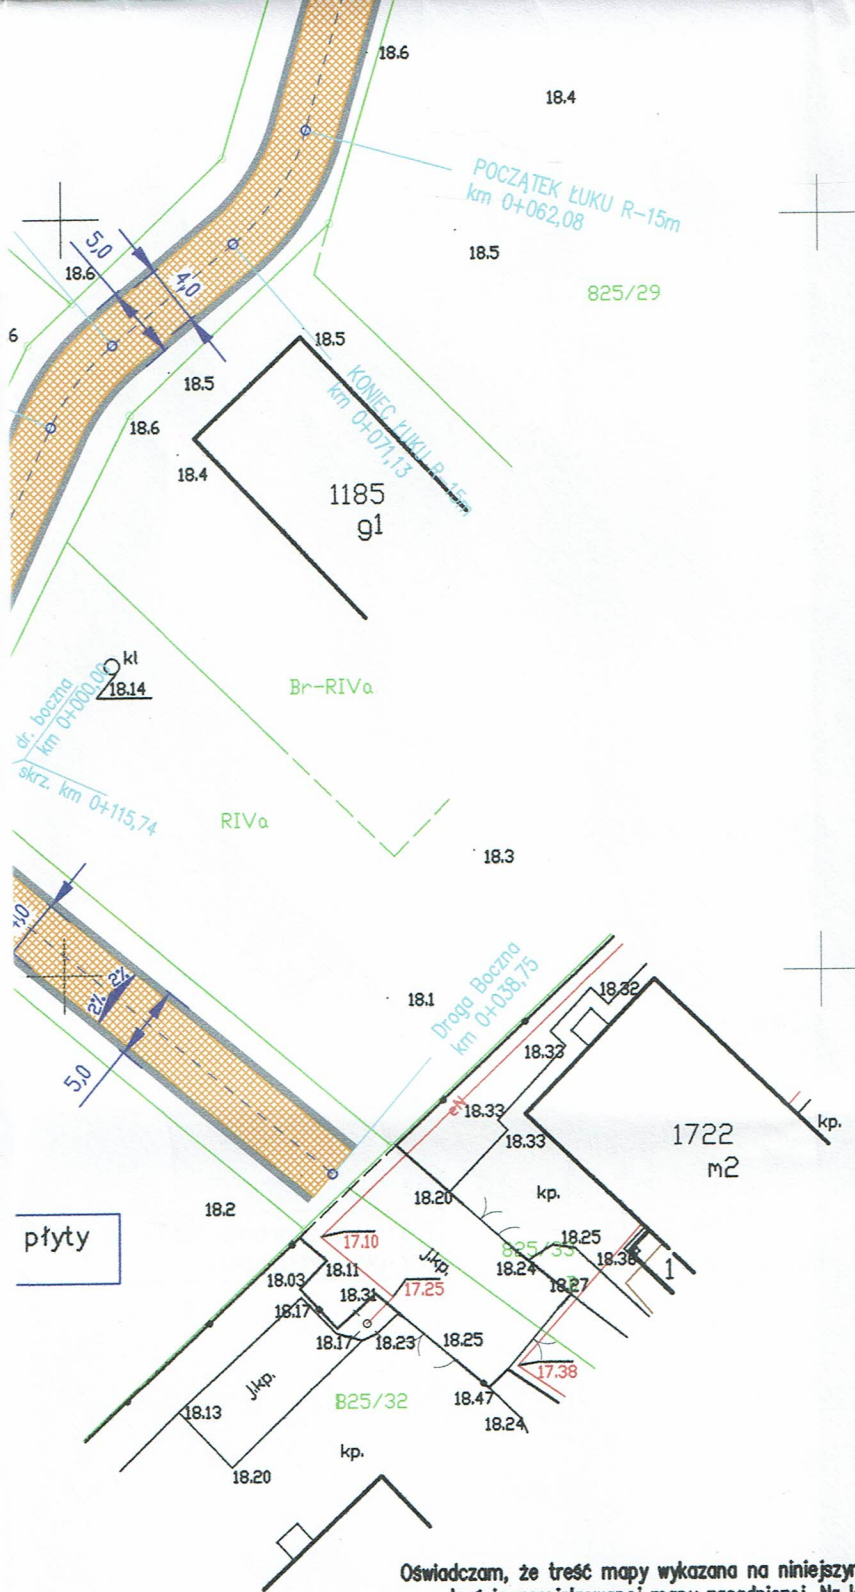 18.6
18.4
POCZĄTEK ŁUKU R-15m
km 0+062,08
5,0
18.6
4,0
18.5
825/29
6
18.5
18.5
KONIEC ŁUKU R-15m
km 0+071,13
18.6
18.4
1185
g1
kl
18.14
Br-RIVa
dr. boczna
km 0+000,00
skrz. km 0+115,74
RIVa
18.3
2%
2%
18.1
Droga Boczna
km 0+038,75
18.32
18.33
5,0
eN
18.33
18.33
1722
m2
kp.
18.20
kp.
18.2
płyty
17.10
j.kp.
825/33
18.25
18.24
18.36
1
18.03
18.11
18.27
17.25
18.31
18.17
18.17
18.23
18.25
17.38
j.kp.
825/32
18.47
18.13
18.24
kp.
18.20
Oświadczam, że treść mapy wykazana na niniejszym